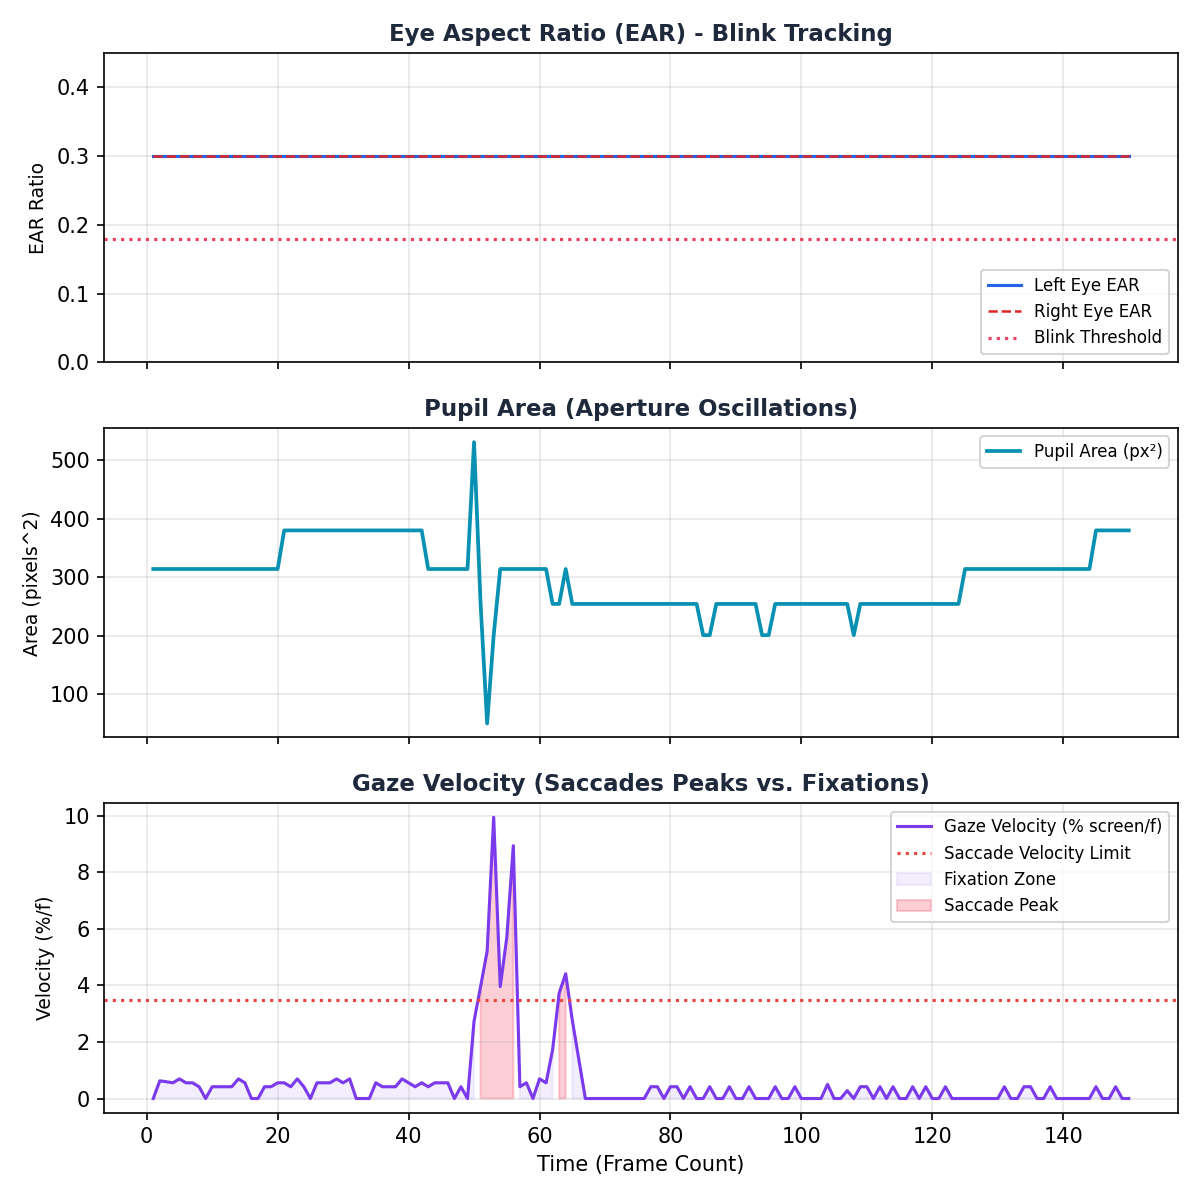 Eye Aspect Ratio (EAR) - Blink Tracking
EAR Ratio
0.4
0.3
0.2
0.1
0.0
Left Eye EAR
Right Eye EAR
Blink Threshold
Pupil Area (Aperture Oscillations)
Area (pixels^2)
500
400
300
200
100
Pupil Area (px²)
Gaze Velocity (Saccades Peaks vs. Fixations)
Velocity (%/f)
10
8
6
4
2
0
Gaze Velocity (% screen/f)
Saccade Velocity Limit
Fixation Zone
Saccade Peak
0 20 40 60 80 100 120 140
Time (Frame Count)